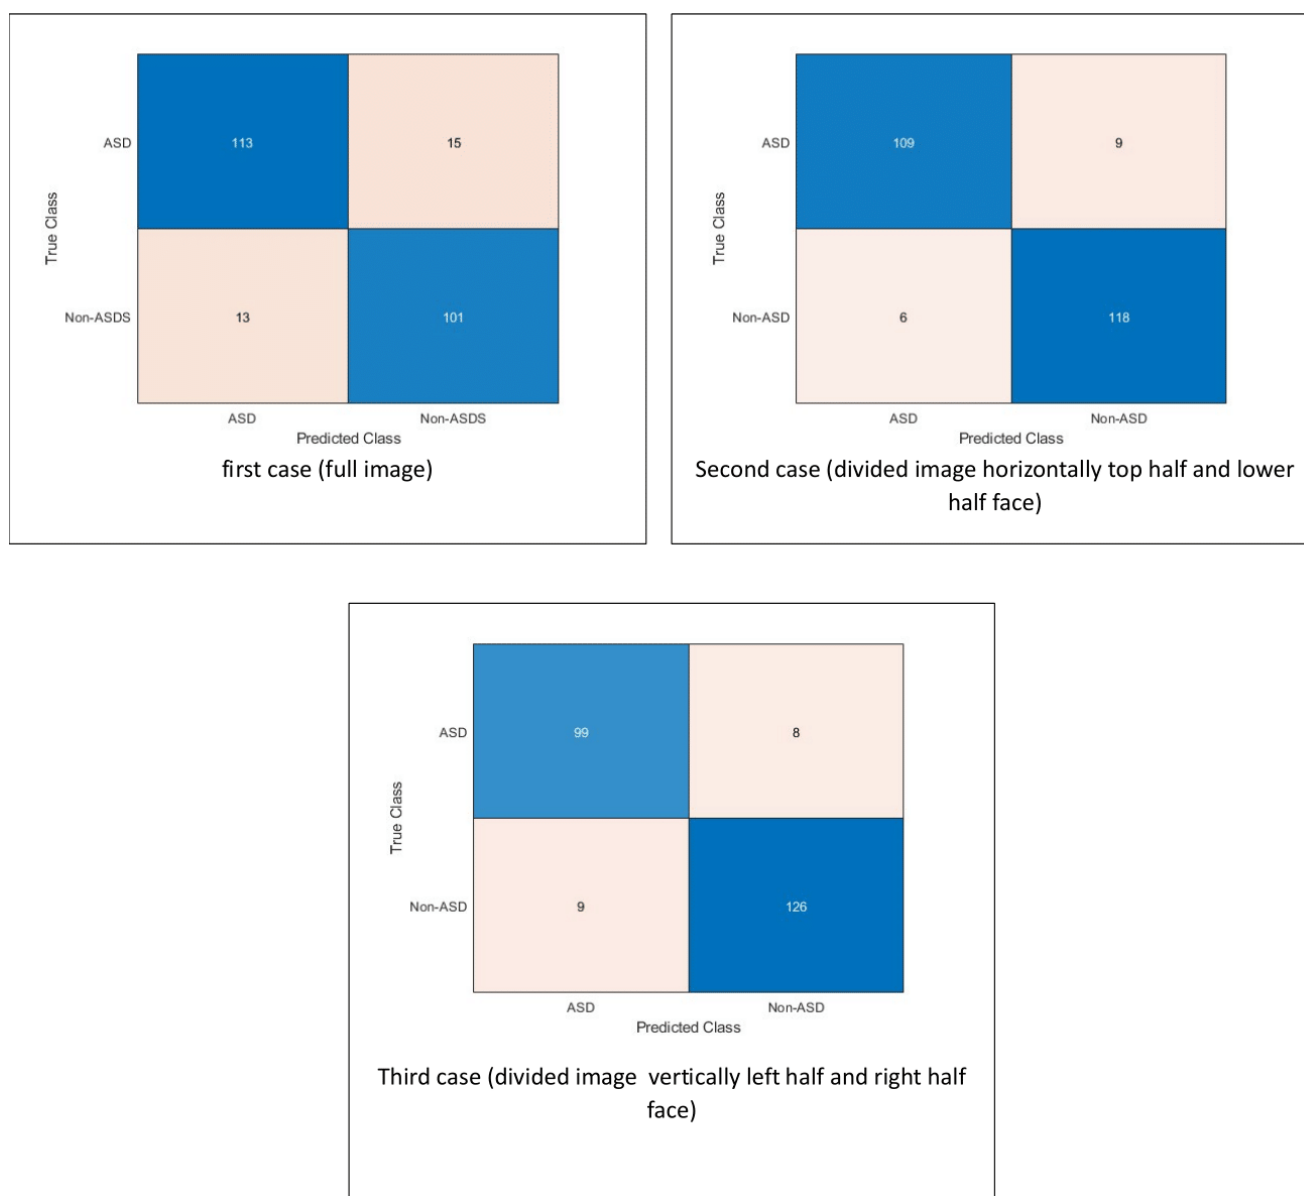 ASD
113
15
True Class
Non-ASDS
13
101
ASD
Non-ASDS
Predicted Class
first case (full image)
ASD
109
9
True Class
Non-ASD
6
118
ASD
Non-ASD
Predicted Class
Second case (divided image horizontally top half and lower
half face)
ASD
99
8
True Class
Non-ASD
9
126
ASD
Non-ASD
Predicted Class
Third case (divided image  vertically left half and right half
face)